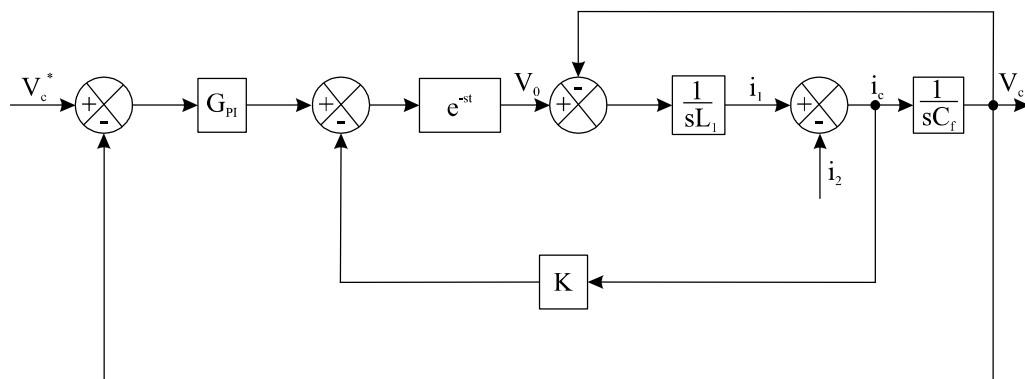 V_c^*
+
-
G_PI
+
-
e^-st
V_0
-
+
1
sL_1
i_1
+
-
i_2
i_c
1
sC_f
V_c
K